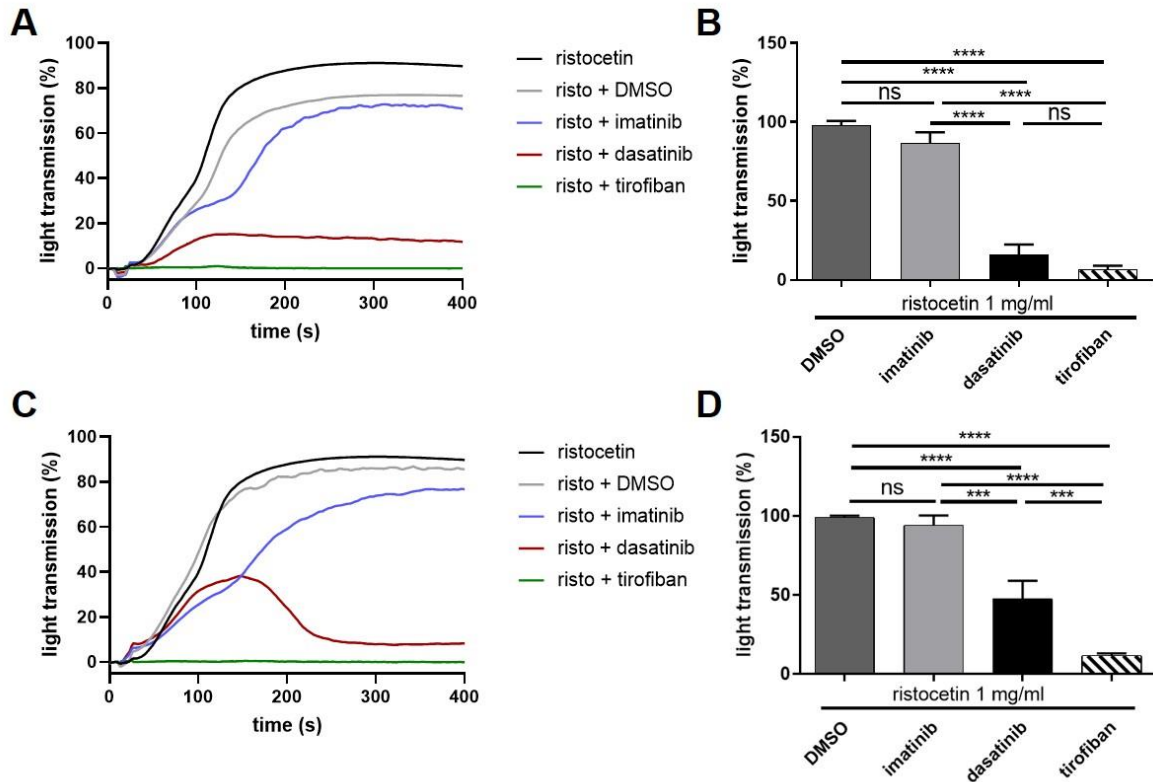 A
light transmission (%)
100
80
60
40
20
0
0 100 200 300 400
time (s)
ristocetin
risto + DMSO
risto + imatinib
risto + dasatinib
risto + tirofiban
B
light transmission (%)
150
100
50
0
****
****
ns ****
**** ns
ristocetin 1 mg/ml
DMSO
imatinib
dasatinib
tirofiban
C
light transmission (%)
100
80
60
40
20
0
0 100 200 300 400
time (s)
ristocetin
risto + DMSO
risto + imatinib
risto + dasatinib
risto + tirofiban
D
light transmission (%)
150
100
50
0
****
****
****
ns *** ***
ristocetin 1 mg/ml
DMSO
imatinib
dasatinib
tirofiban